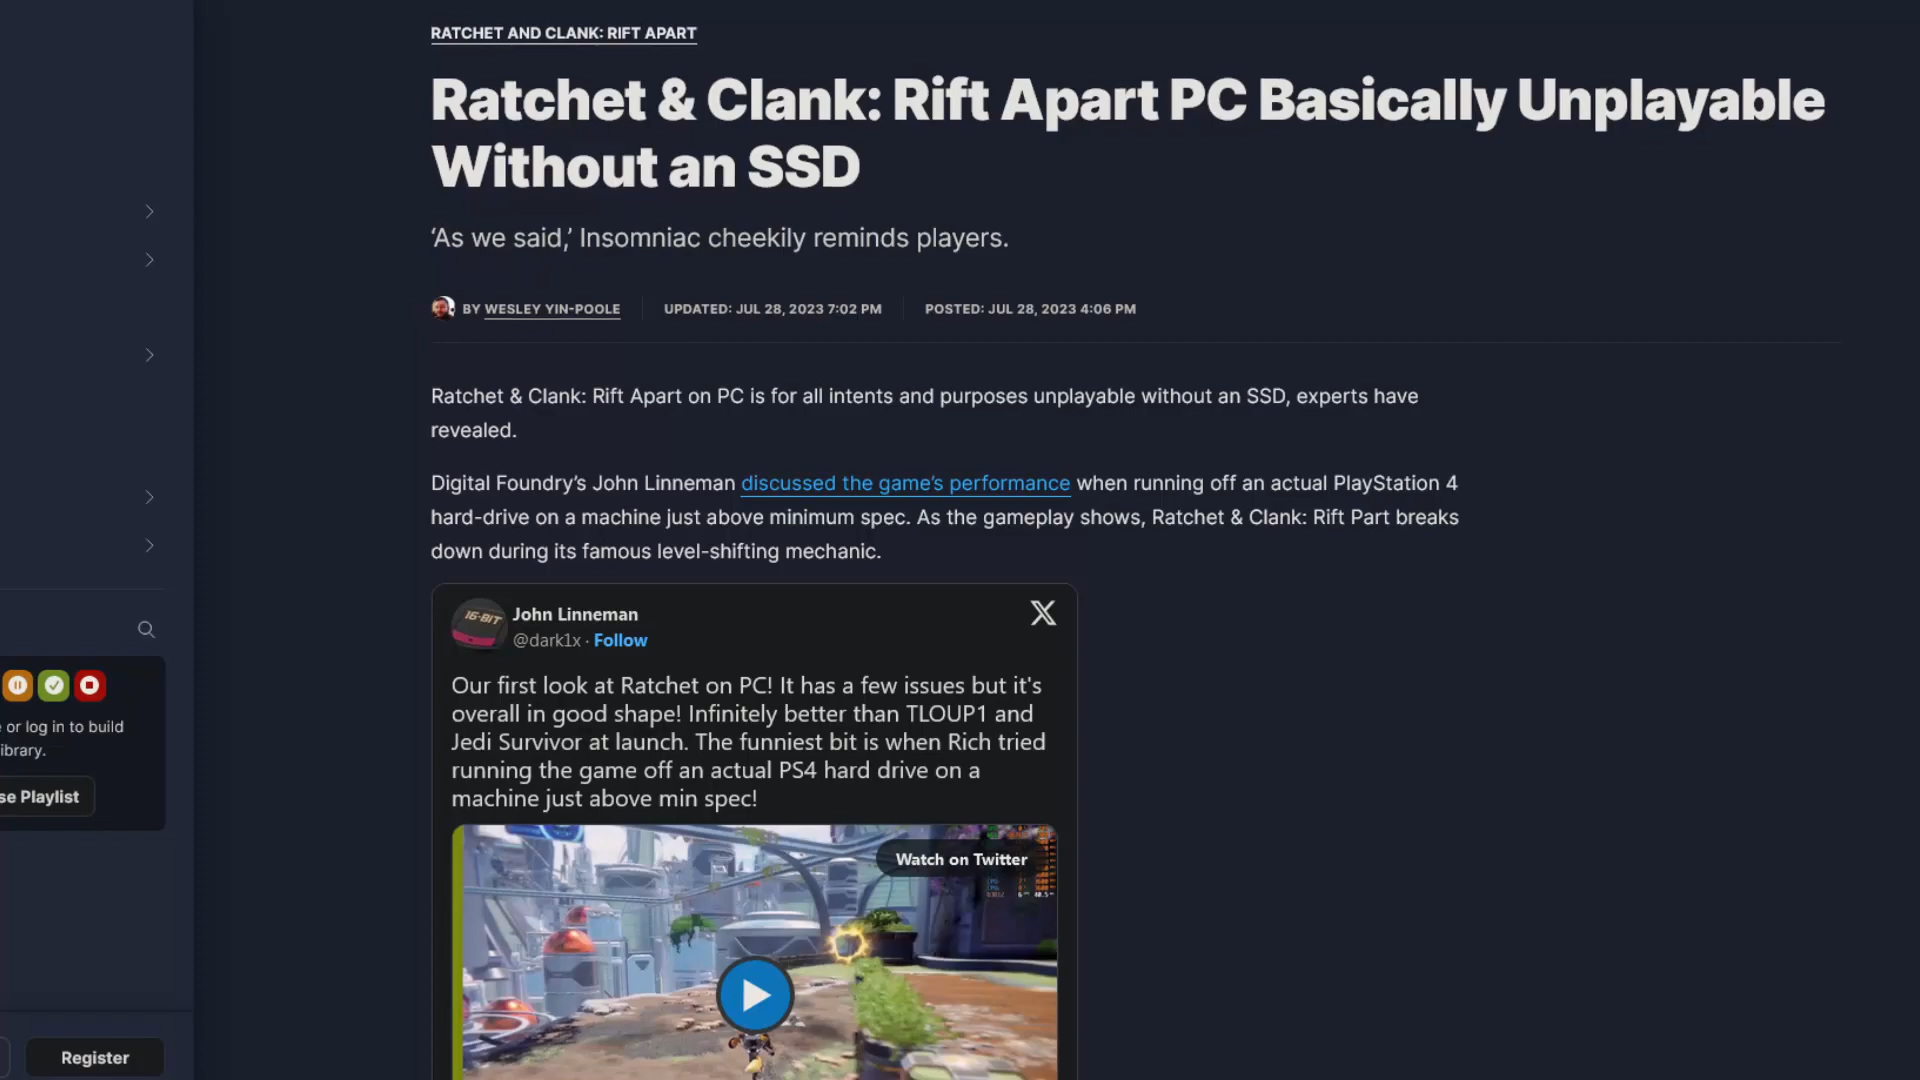 RATCHET AND CLANK: RIFT APART
Ratchet & Clank: Rift Apart PC Basically Unplayable
Without an SSD
‘As we said,’ Insomniac cheekily reminds players.
BY WESLEY YIN-POOLE
UPDATED: JUL 28, 2023 7:02 PM
POSTED: JUL 28, 2023 4:06 PM
Ratchet & Clank: Rift Apart on PC is for all intents and purposes unplayable without an SSD, experts have
revealed.
Digital Foundry’s John Linneman discussed the game’s performance when running off an actual PlayStation 4
hard-drive on a machine just above minimum spec. As the gameplay shows, Ratchet & Clank: Rift Part breaks
down during its famous level-shifting mechanic.
16-BIT
John Linneman
@dark1x · Follow
Our first look at Ratchet on PC! It has a few issues but it's
overall in good shape! Infinitely better than TLOUP1 and
Jedi Survivor at launch. The funniest bit is when Rich tried
running the game off an actual PS4 hard drive on a
machine just above min spec!
Watch on Twitter
or log in to build
ibrary.
se Playlist
Register